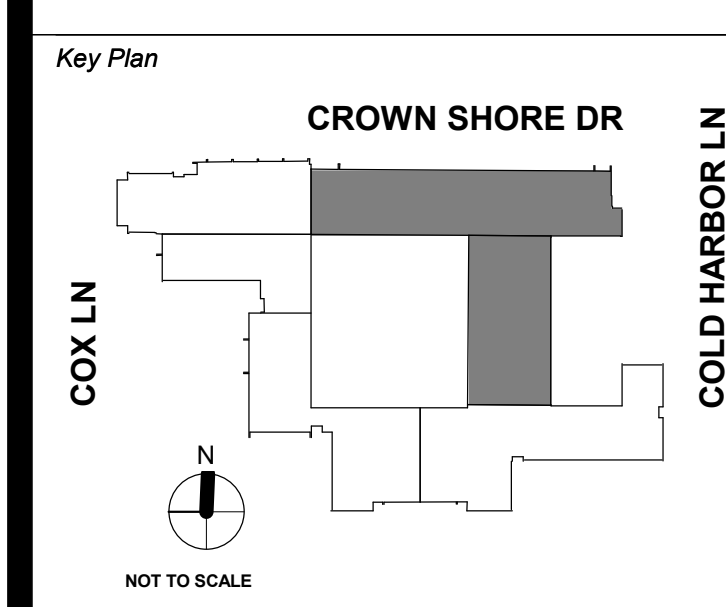 Key Plan
CROWN SHORE DR
COLD HARBOR LN
COX LN
N
NOT TO SCALE